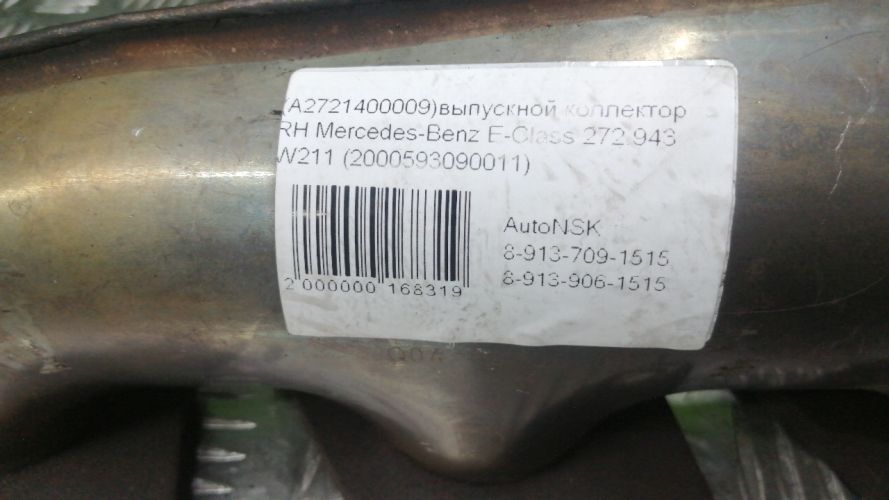 (A2721400009)выпускной коллектор
RH Mercedes-Benz E-Class 272.943
W211 (2000593090011)
AutoNSK
8-913-709-1515
8-913-906-1515
2 000000 168319